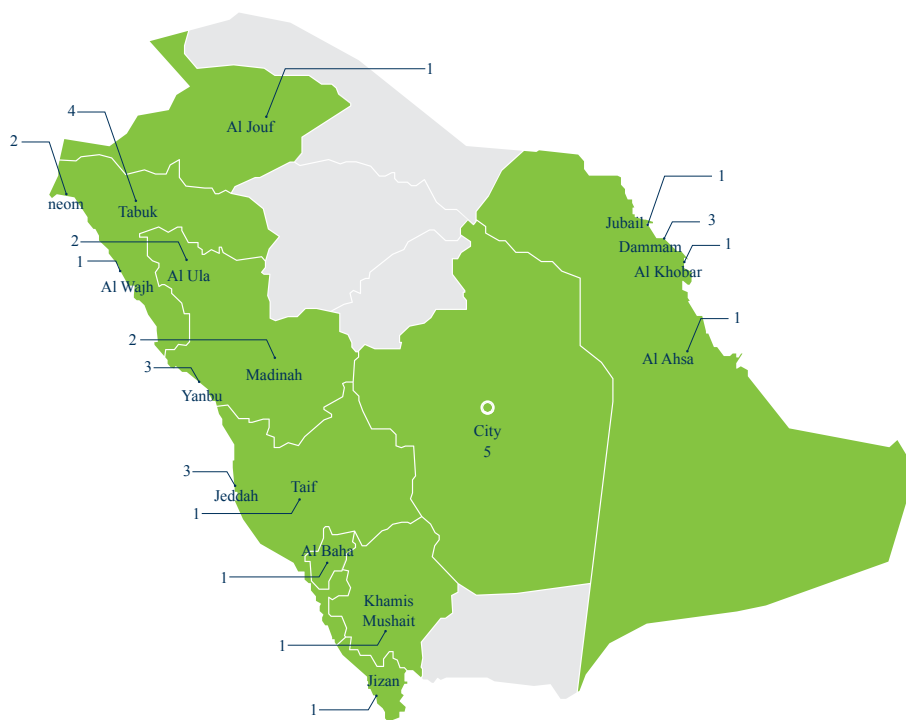 1
Al Jouf
4
2
neom
Tabuk
1
Jubail
3
Dammam
1
Al Khobar
2
Al Ula
1
Al Wajh
1
Al Ahsa
2
Madinah
3
Yanbu
City
5
3
Jeddah
Taif
1
Al Baha
1
Khamis
Mushait
1
Jizan
1